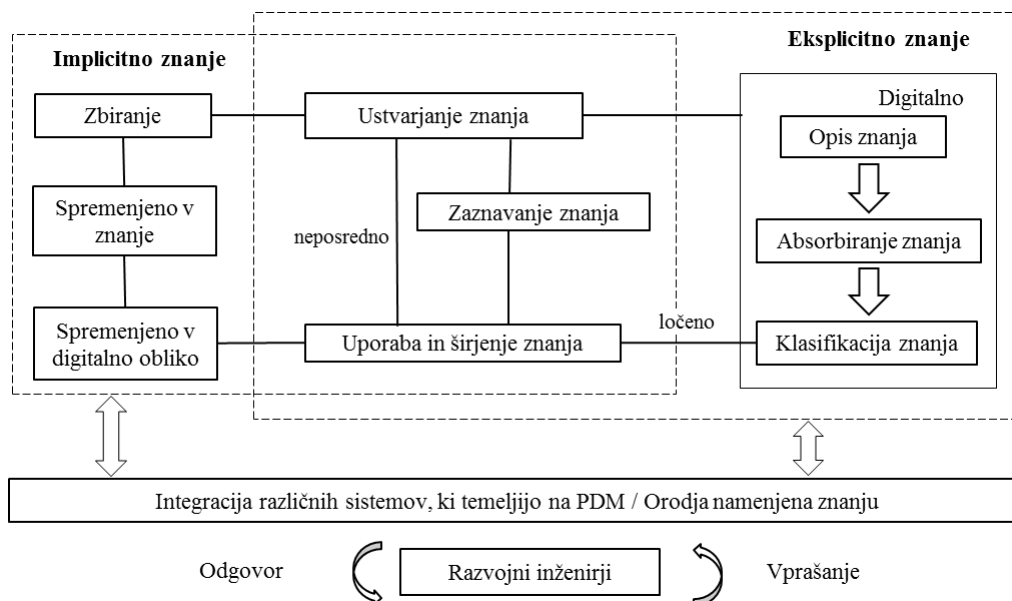 Eksplicitno znanje
Implicitno znanje
Digitalno
Zbiranje
Ustvarjanje znanja
Opis znanja
Spremenjeno v
znanje
Zaznavanje znanja
neposredno
Absorbiranje znanja
Spremenjeno v
digitalno obliko
Uporaba in širjenje znanja
ločeno
Klasifikacija znanja
Integracija različnih sistemov, ki temeljijo na PDM / Orodja namenjena znanju
Odgovor
Razvojni inženirji
Vprašanje